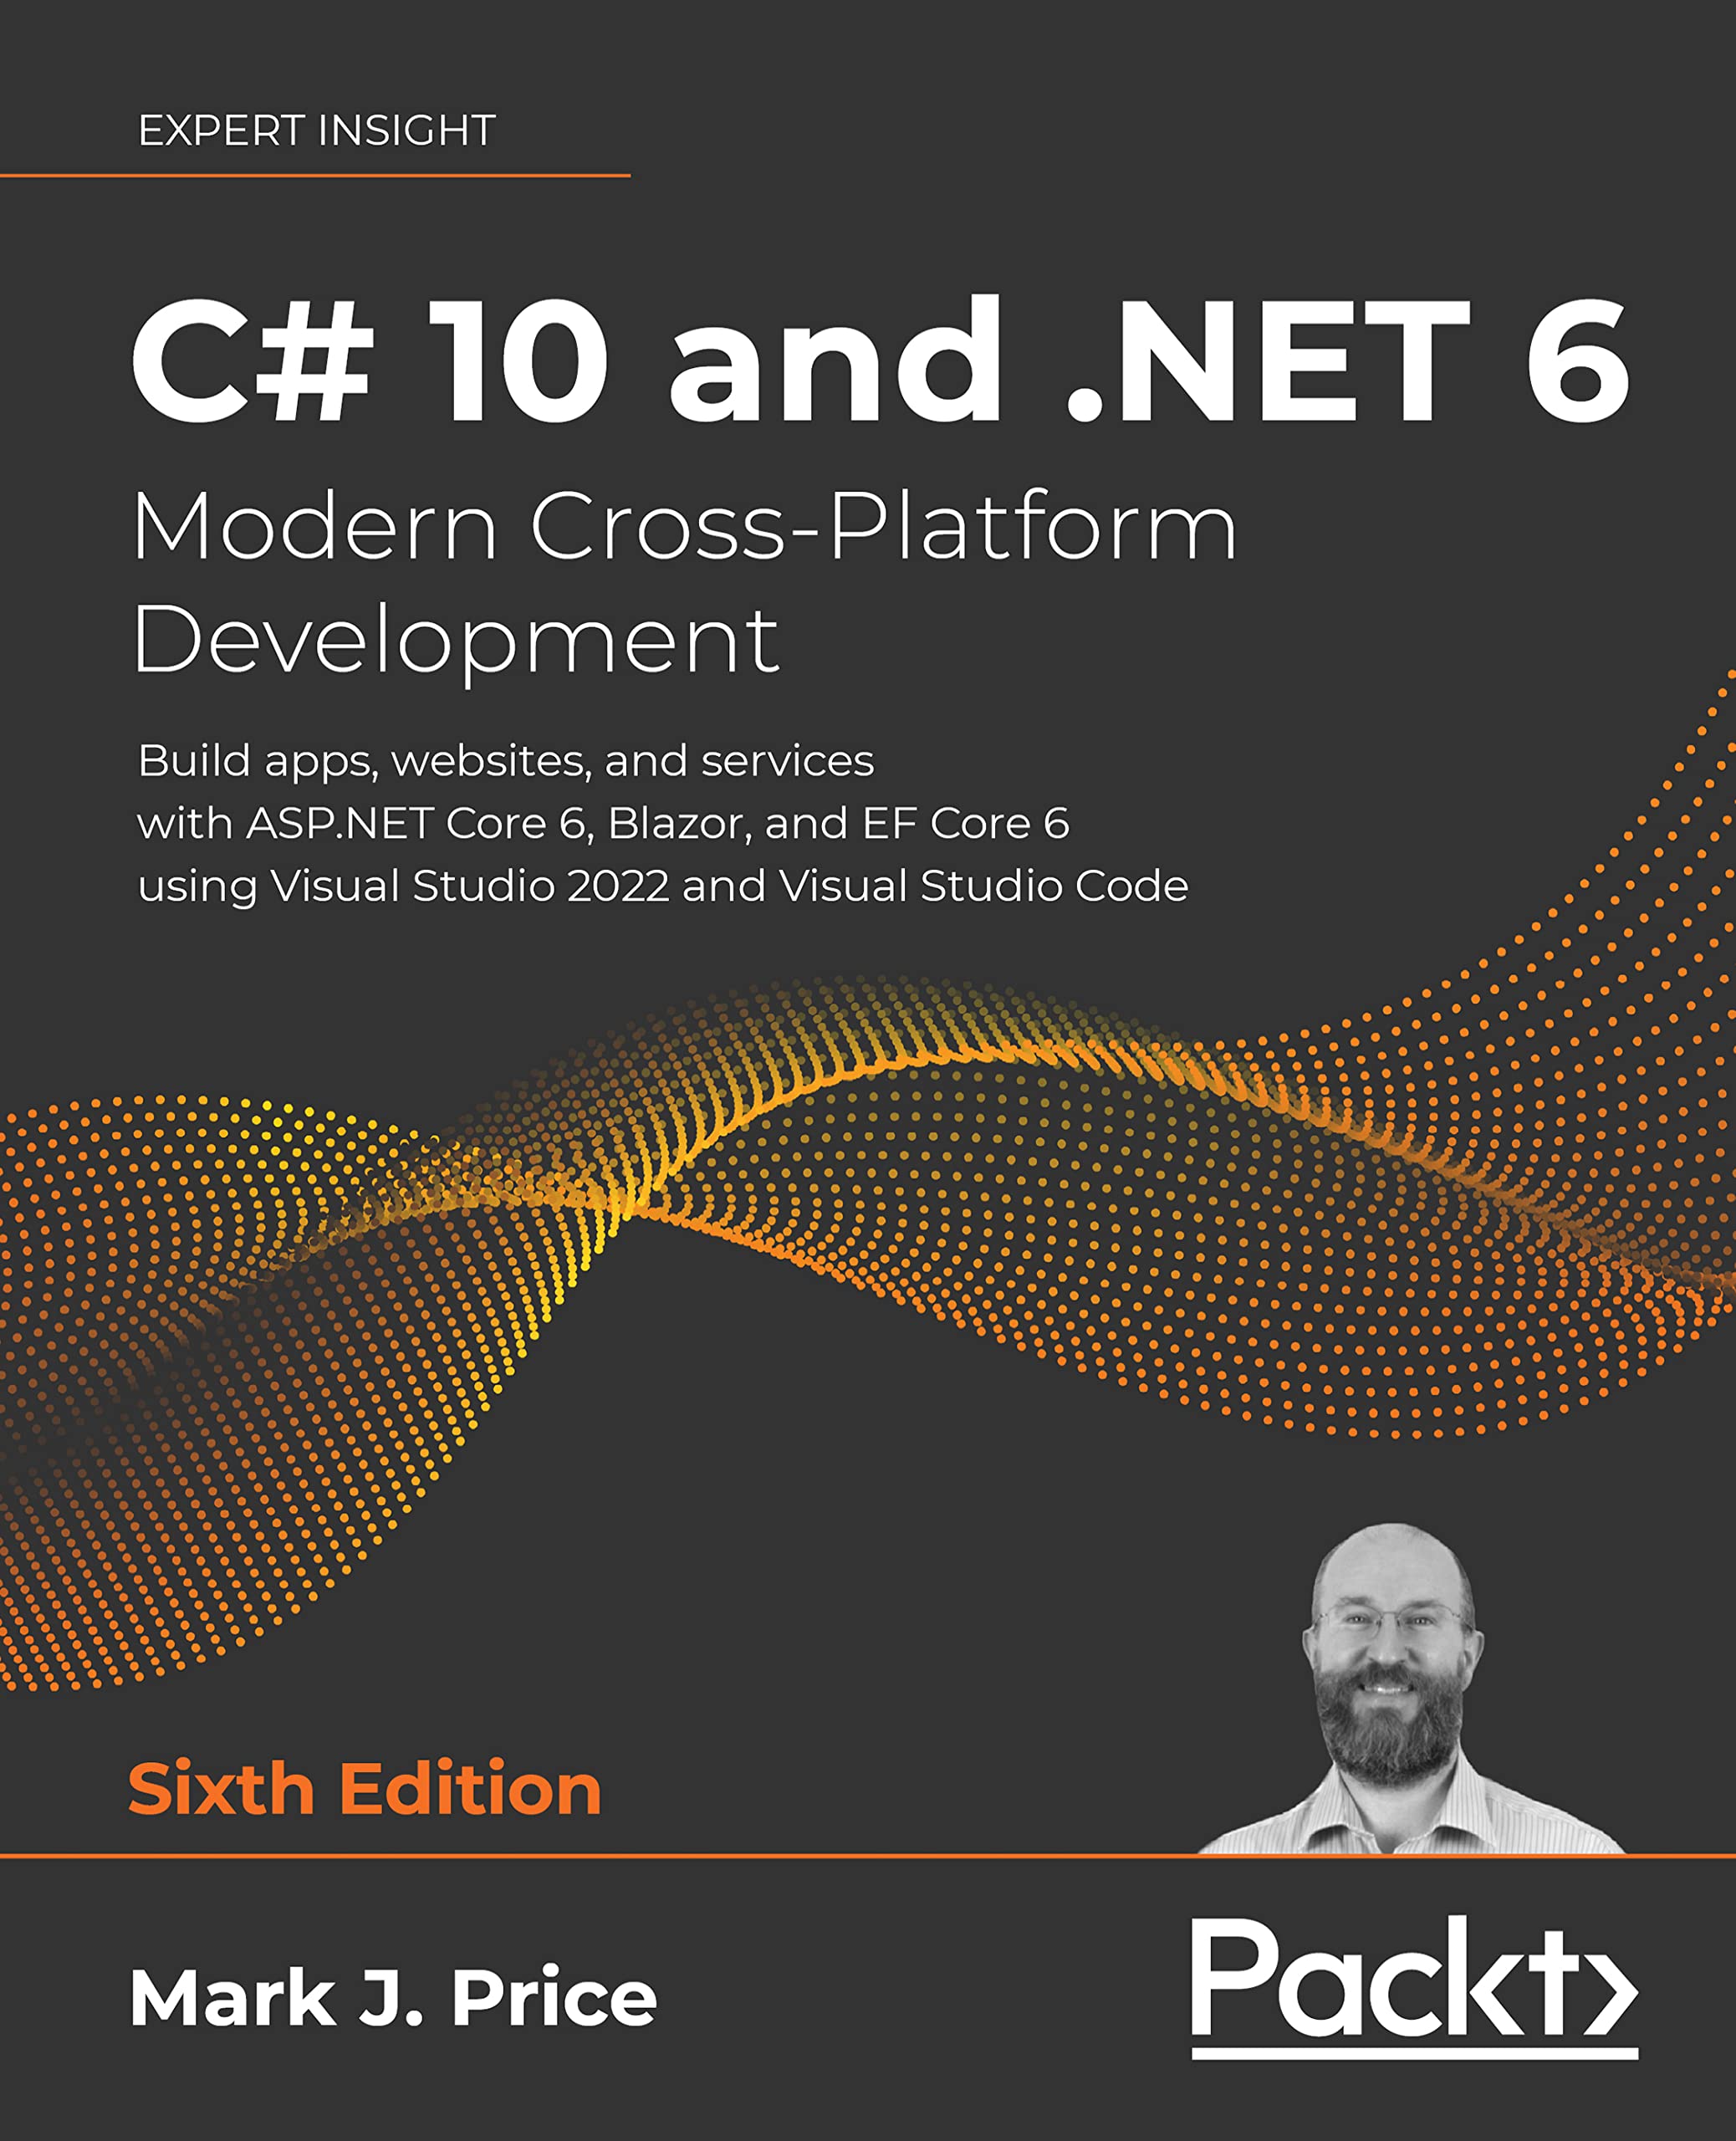 EXPERT INSIGHT
C# 10 and .NET 6
Modern Cross-Platform
Development
Build apps, websites, and services
with ASP.NET Core 6, Blazor, and EF Core 6
using Visual Studio 2022 and Visual Studio Code
Sixth Edition
Mark J. Price
Packt